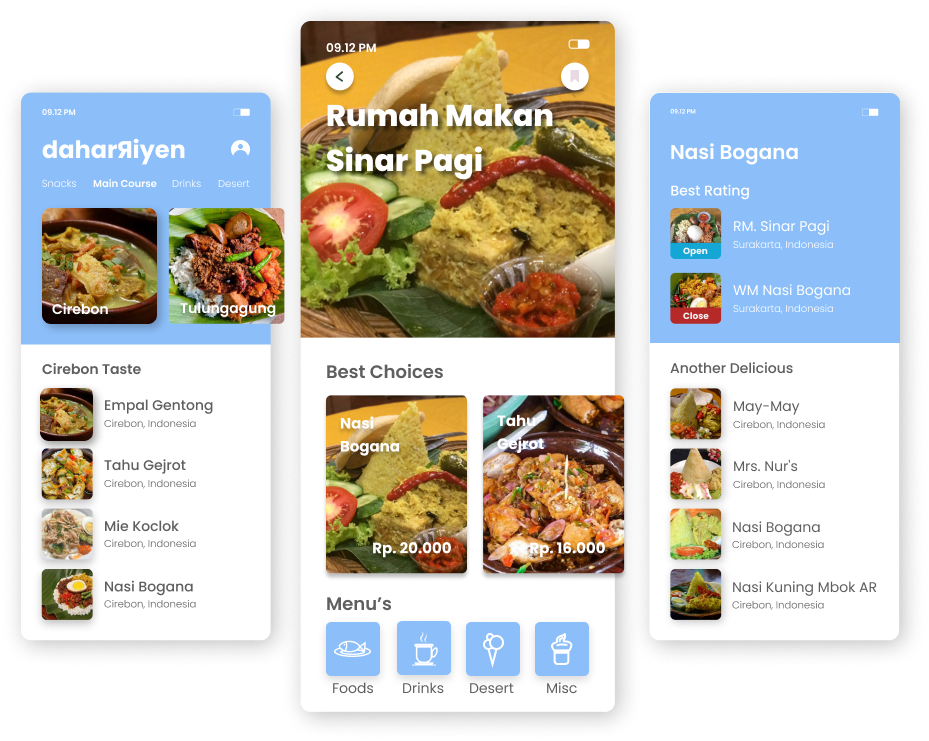 09.12 PM
daharЯiyen
Snacks Main Course Drinks Desert
Cirebon
Tulungagung
Cirebon Taste
Empal Gentong
Cirebon, Indonesia
Tahu Gejrot
Cirebon, Indonesia
Mie Koclok
Cirebon, Indonesia
Nasi Bogana
Cirebon, Indonesia
09.12 PM
Rumah Makan
Sinar Pagi
Best Choices
Nasi
Bogana
Rp. 20.000
Tahu
Gejrot
Rp. 16.000
Menu's
Foods
Drinks
Desert
Misc
09.12 PM
Nasi Bogana
Best Rating
RM. Sinar Pagi
Surakarta, Indonesia
Open
WM Nasi Bogana
Surakarta, Indonesia
Close
Another Delicious
May-May
Cirebon, Indonesia
Mrs. Nur's
Cirebon, Indonesia
Nasi Bogana
Cirebon, Indonesia
Nasi Kuning Mbok AR
Cirebon, Indonesia